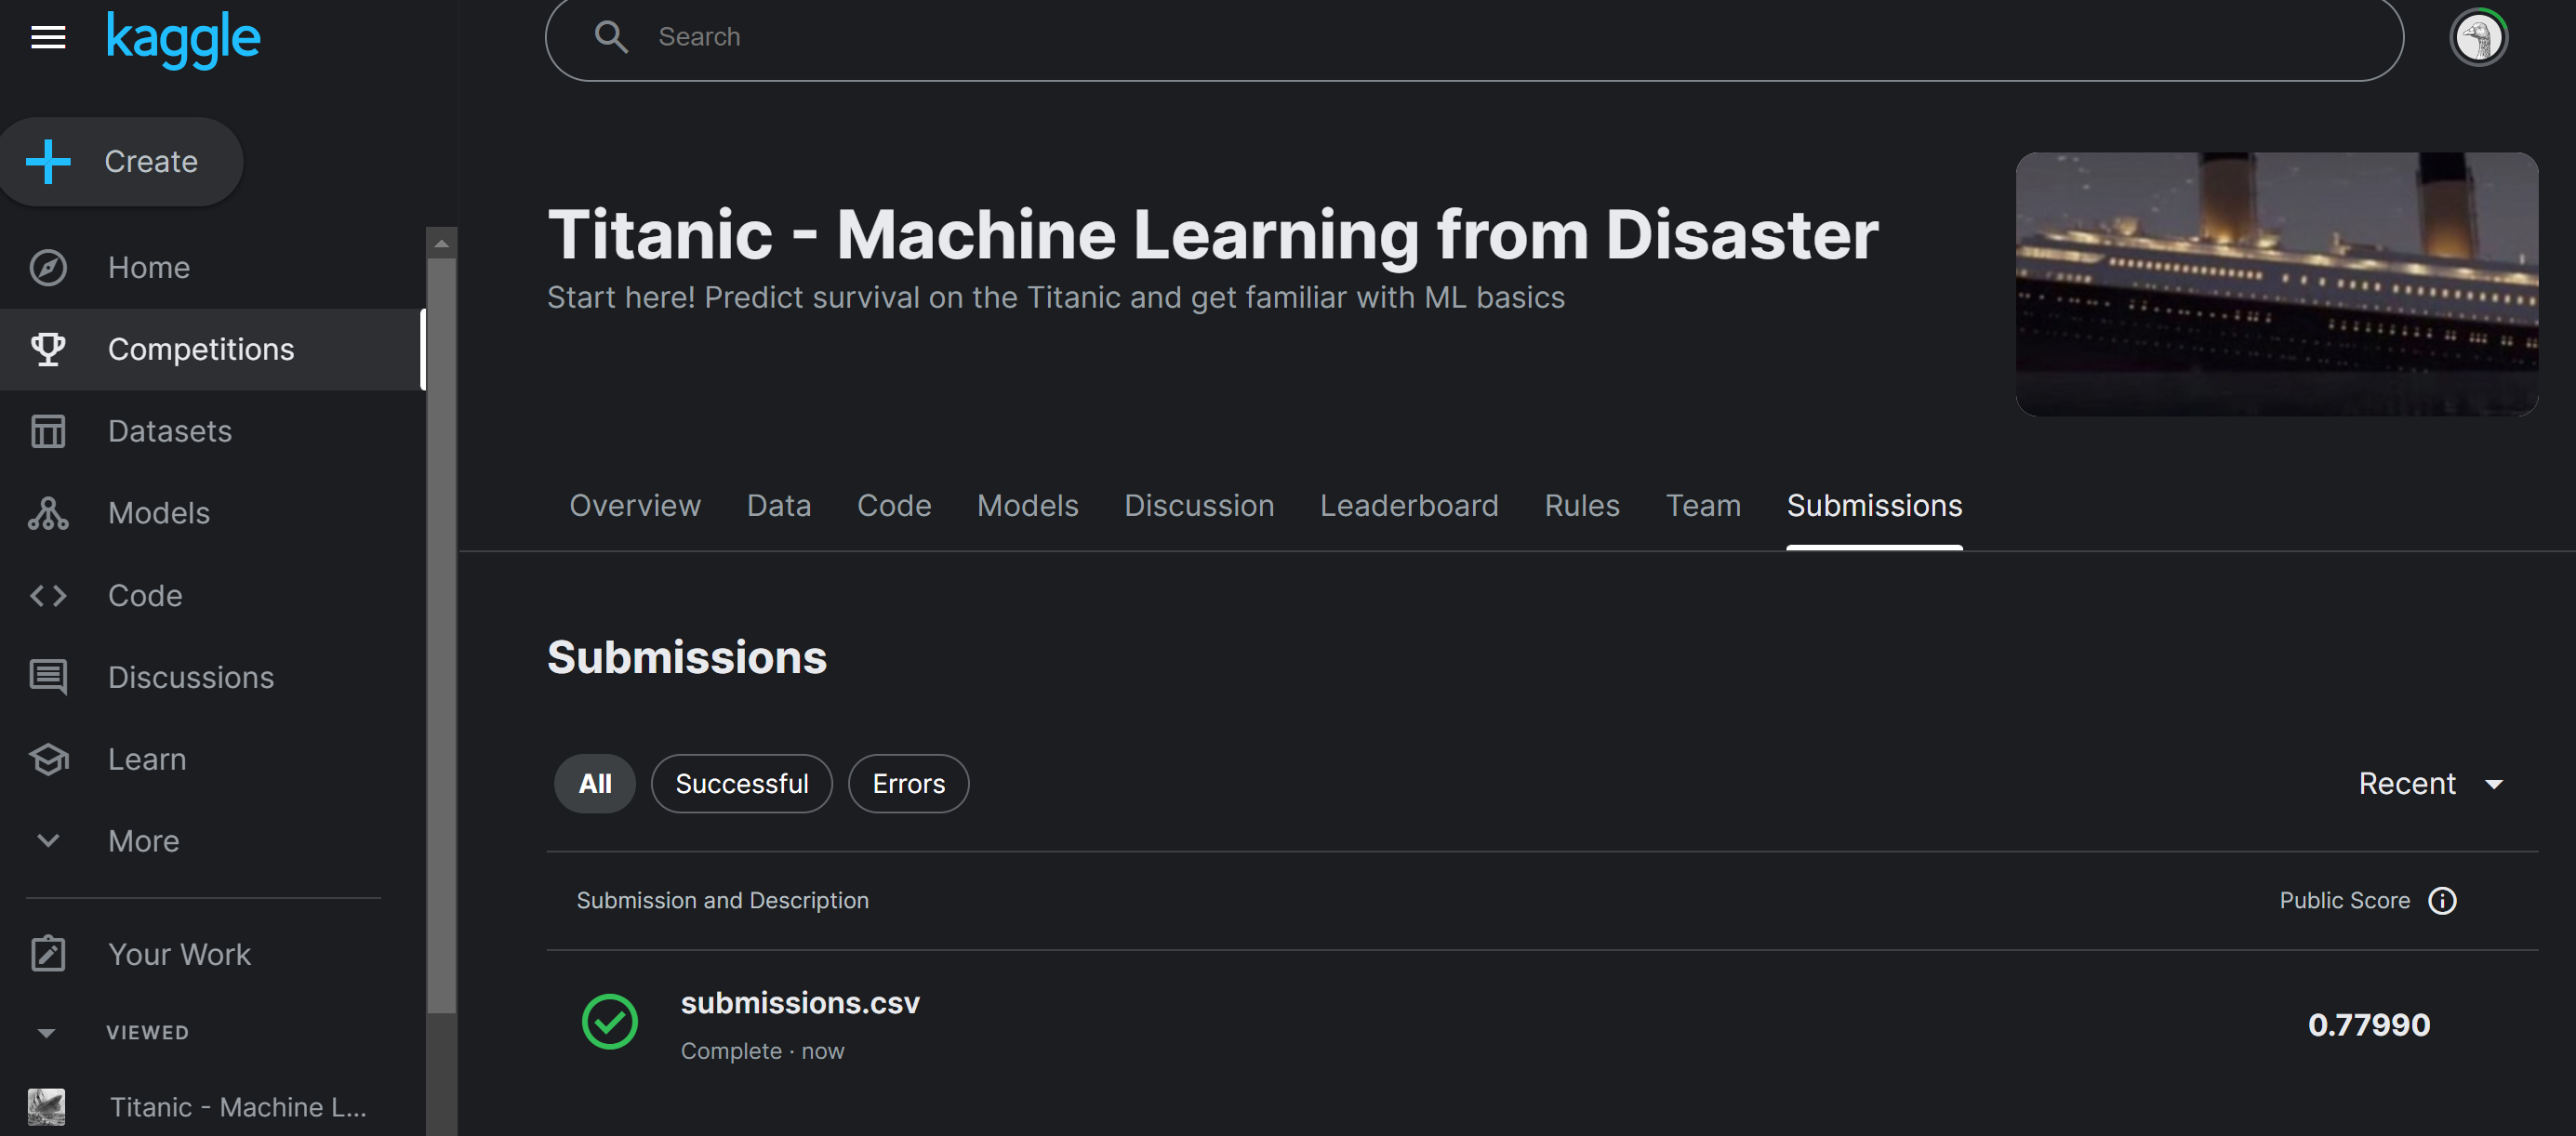 kaggle
Search
Create
Home
Competitions
Datasets
Models
Code
Discussions
Learn
More
Your Work
VIEWED
Titanic - Machine L...
Titanic - Machine Learning from Disaster
Start here! Predict survival on the Titanic and get familiar with ML basics
Overview Data Code Models Discussion Leaderboard Rules Team Submissions
Submissions
All Successful Errors Recent
Submission and Description Public Score
submissions.csv
Complete · now
0.77990